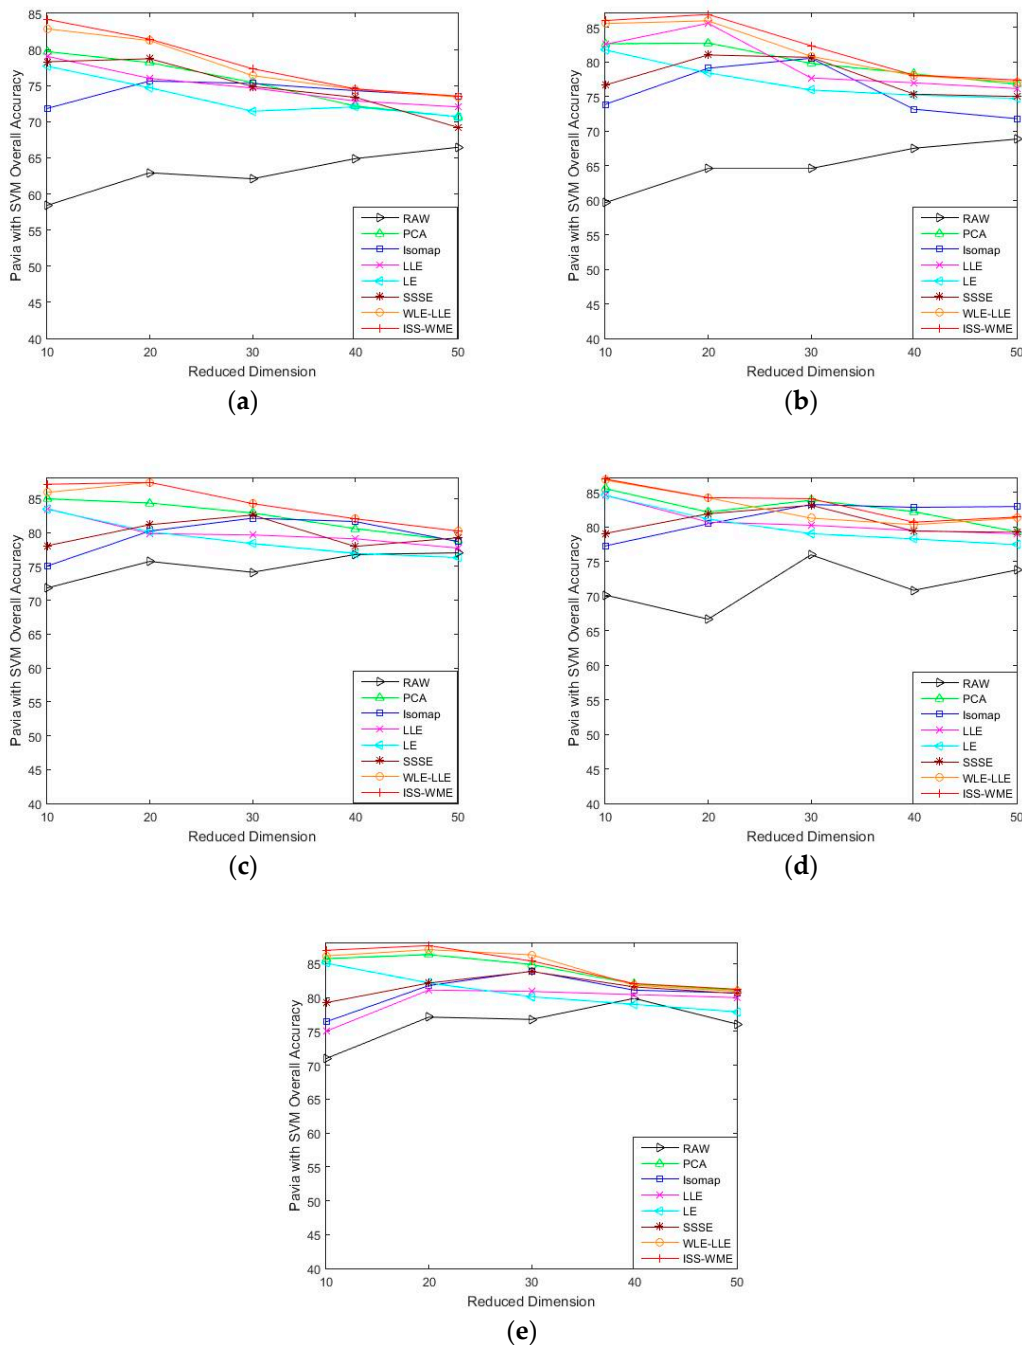 85
80
75
70
65
60
55
50
45
40
10 20 30 40 50
Pavia with SVM Overall Accuracy
Reduced Dimension
RAW
PCA
Isomap
LLE
LE
SSSE
WLE-LLE
ISS-WME
(a)
85
80
75
70
65
60
55
50
45
40
10 20 30 40 50
Pavia with SVM Overall Accuracy
Reduced Dimension
RAW
PCA
Isomap
LLE
LE
SSSE
WLE-LLE
ISS-WME
(b)
85
80
75
70
65
60
55
50
45
40
10 20 30 40 50
Pavia with SVM Overall Accuracy
Reduced Dimension
RAW
PCA
Isomap
LLE
LE
SSSE
WLE-LLE
ISS-WME
(c)
85
80
75
70
65
60
55
50
45
40
10 20 30 40 50
Pavia with SVM Overall Accuracy
Reduced Dimension
RAW
PCA
Isomap
LLE
LE
SSSE
WLE-LLE
ISS-WME
(d)
85
80
75
70
65
60
55
50
45
40
10 20 30 40 50
Pavia with SVM Overall Accuracy
Reduced Dimension
RAW
PCA
Isomap
LLE
LE
SSSE
WLE-LLE
ISS-WME
(e)